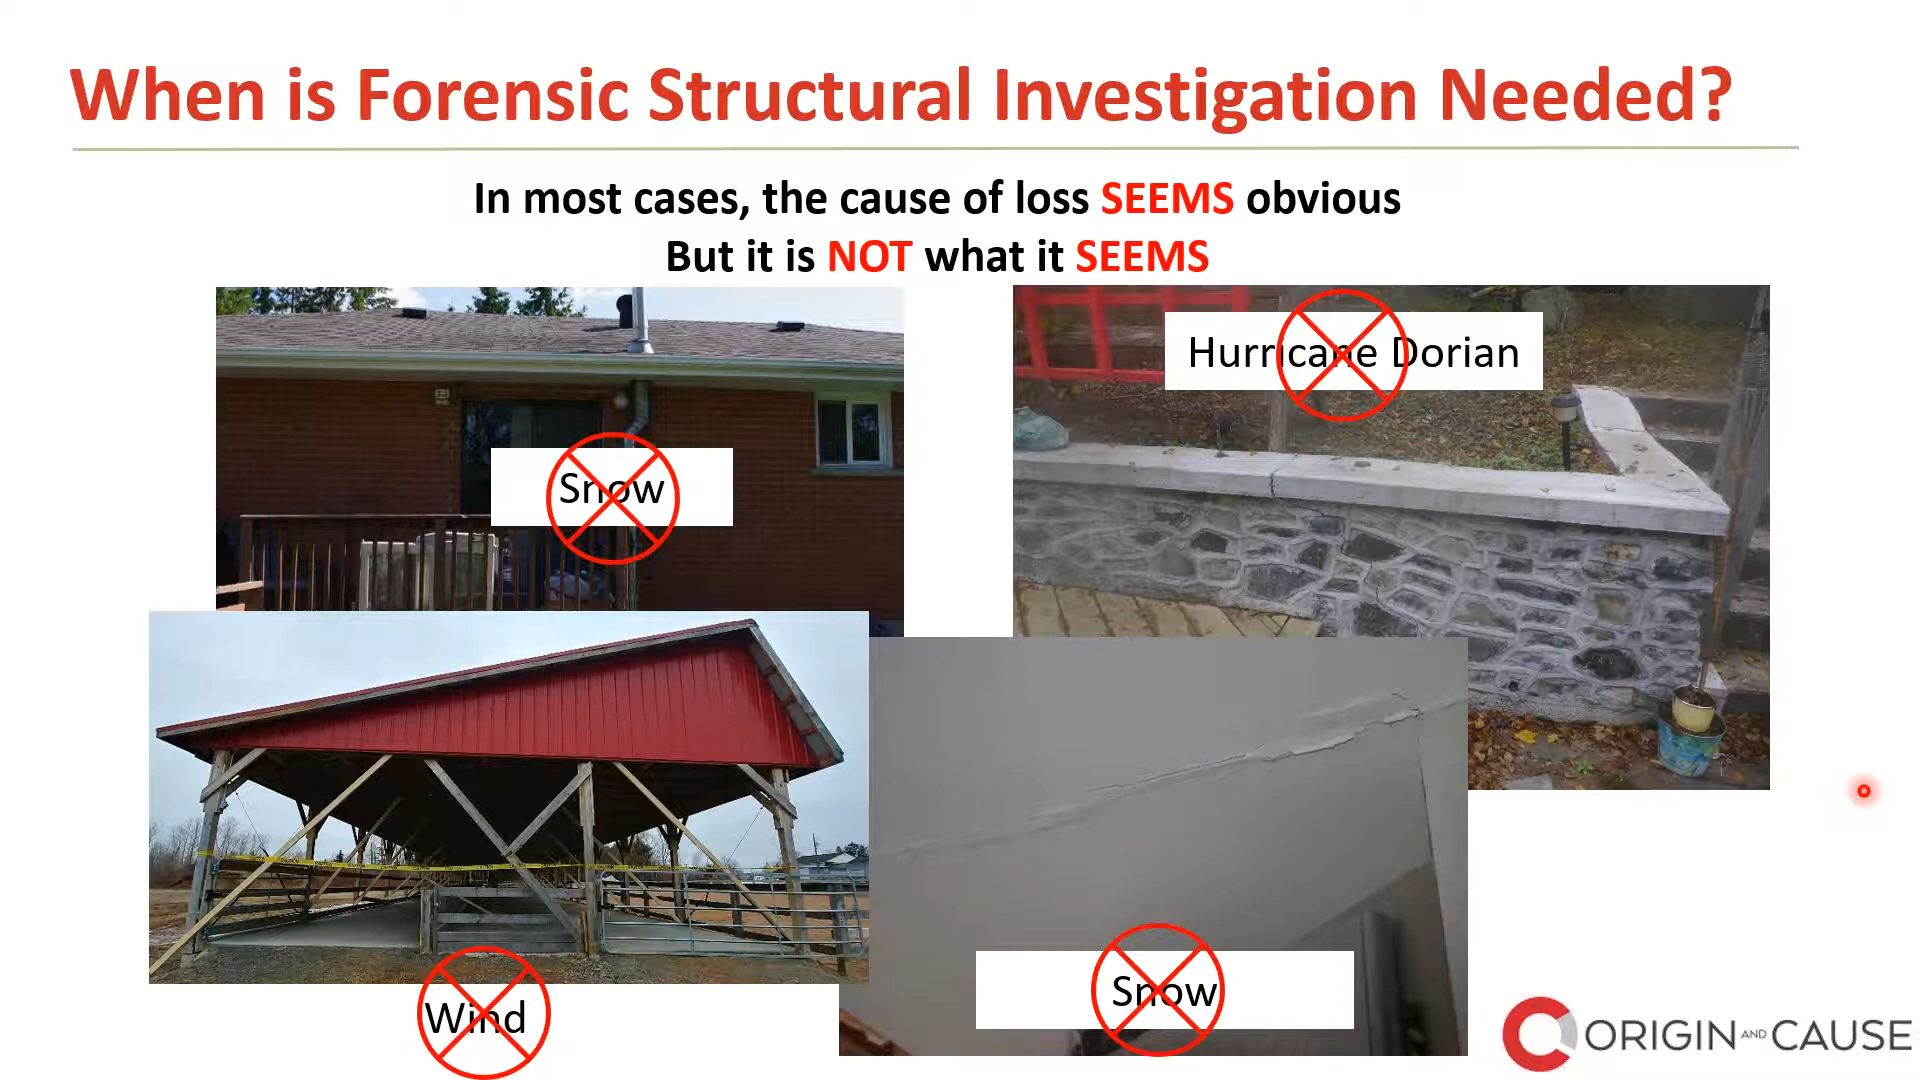 When is Forensic Structural Investigation Needed?
In most cases, the cause of loss SEEMS obvious
But it is NOT what it SEEMS
Hurricane Dorian
Snow
Wind
Snow
ORIGIN AND CAUSE